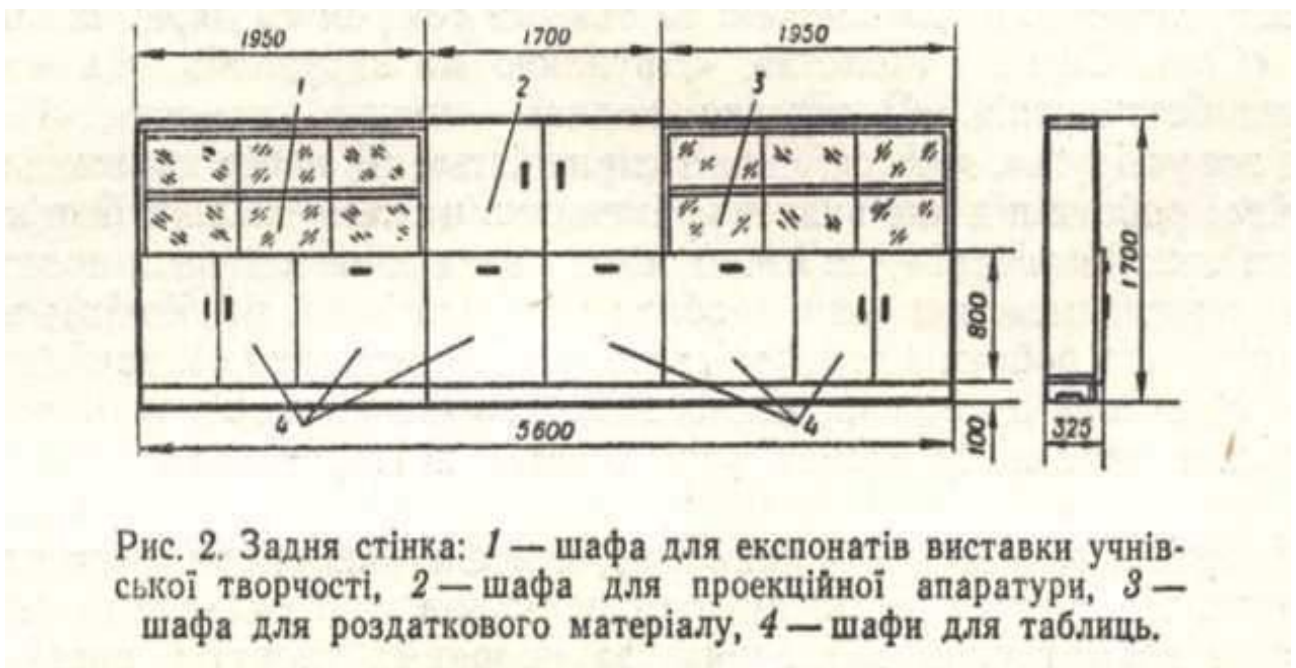 1950 1700 1950
1 2 3
800
1700
4 4
5600
100
325
Рис. 2. Задня стінка: 1 — шафа для експонатів виставки учнів-
ської творчості, 2 — шафа для проекційної апаратури, 3 —
шафа для роздаткового матеріалу, 4 — шафи для таблиць.